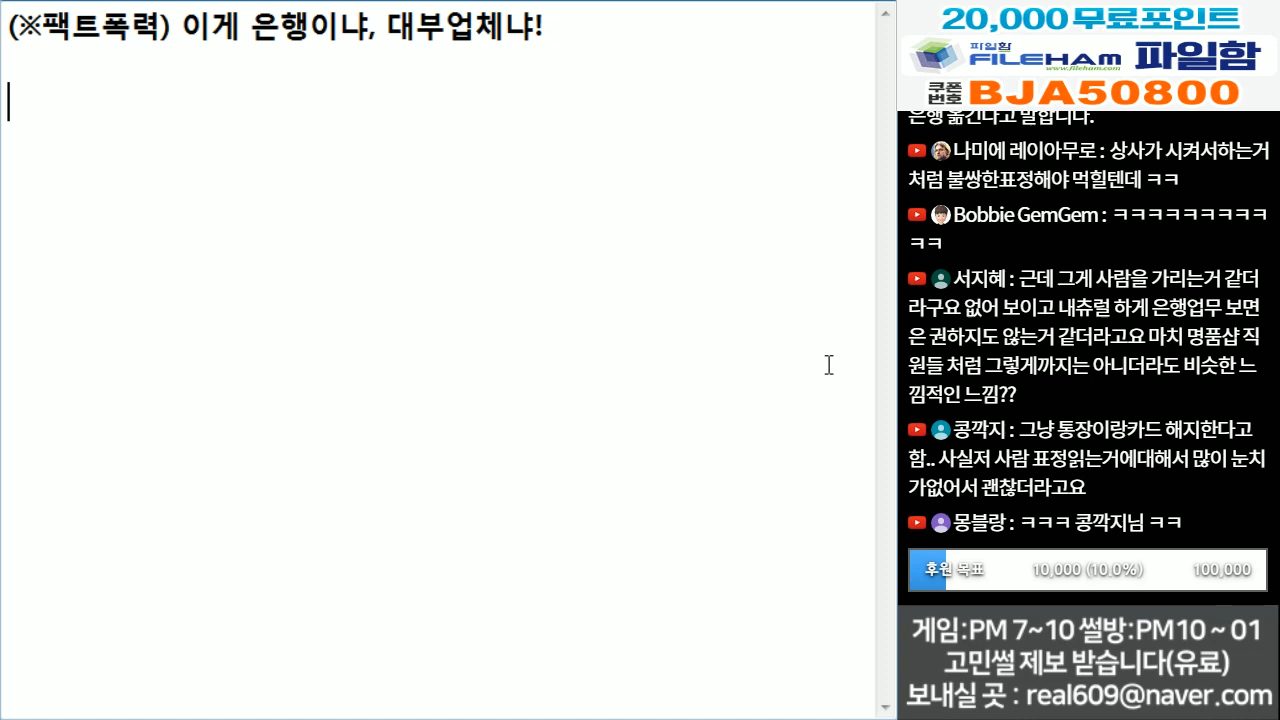 (※팩트폭력) 이게 은행이냐, 대부업체냐!
20,000무료포인트
파일함
FILEHAM
www.fileham.com
파일함
쿠폰
번호
BJA50800
은행 옮긴다고 말합니다.
나미에 레이아무로 : 상사가 시켜서하는거
처럼 불쌍한표정해야 먹힐텐데 ㅋㅋ
Bobbie GemGem : ㅋㅋㅋㅋㅋㅋㅋㅋㅋ
ㅋㅋ
서지혜 : 근데 그게 사람을 가리는거 같더
라구요 없어 보이고 내츄럴 하게 은행업무 보면
은 권하지도 않는거 같더라고요 마치 명품샵 직
원들 처럼 그렇게까지는 아니더라도 비슷한 느
낌적인 느낌??
콩깍지 : 그냥 통장이랑카드 해지한다고
함.. 사실저 사람 표정읽는거에대해서 많이 눈치
가없어서 괜찮더라고요
몽블랑 : ㅋㅋㅋ 콩깍지님 ㅋㅋ
후원 목표 10,000 (10.0%) 100,000
게임:PM 7~10 썰방:PM10 ~ 01
고민썰 제보 받습니다(유료)
보내실 곳 : real609@naver.com